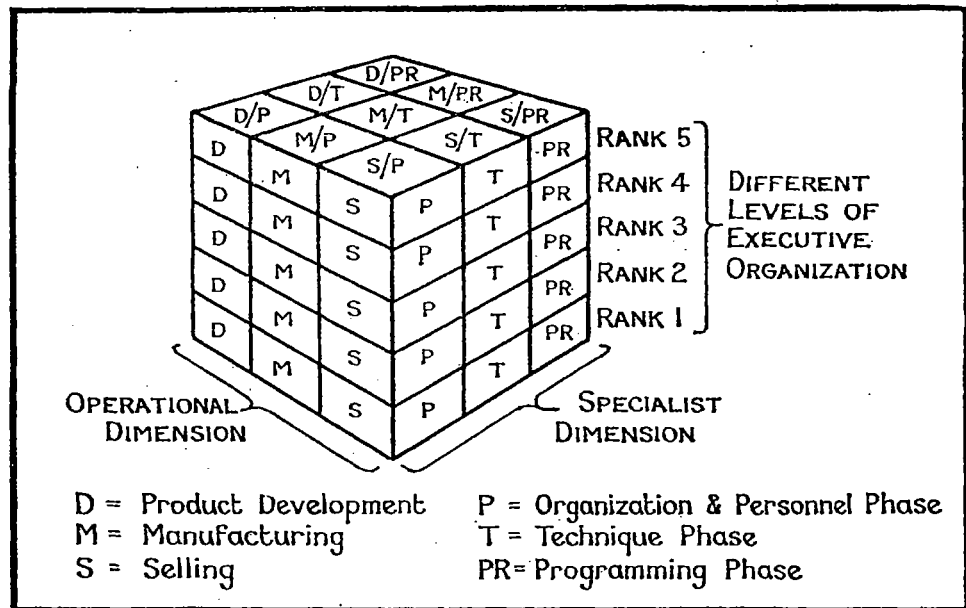 D/PR
D/T M/PR
D/P M/T S/PR
M/P S/T
S/P
D M S P T PR RANK 5
D M S P T PR RANK 4
D M S P T PR RANK 3
D M S P T PR RANK 2
D M S P T PR RANK 1
DIFFERENT
LEVELS OF
EXECUTIVE
ORGANIZATION
OPERATIONAL
DIMENSION
SPECIALIST
DIMENSION
D = Product Development
M = Manufacturing
S = Selling
P = Organization & Personnel Phase
T = Technique Phase
PR= Programming Phase